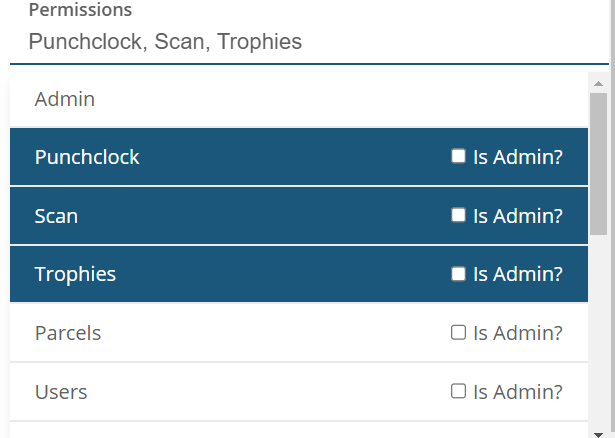 Permissions
Punchclock, Scan, Trophies
Admin
Punchclock Is Admin?
Scan Is Admin?
Trophies Is Admin?
Parcels Is Admin?
Users Is Admin?